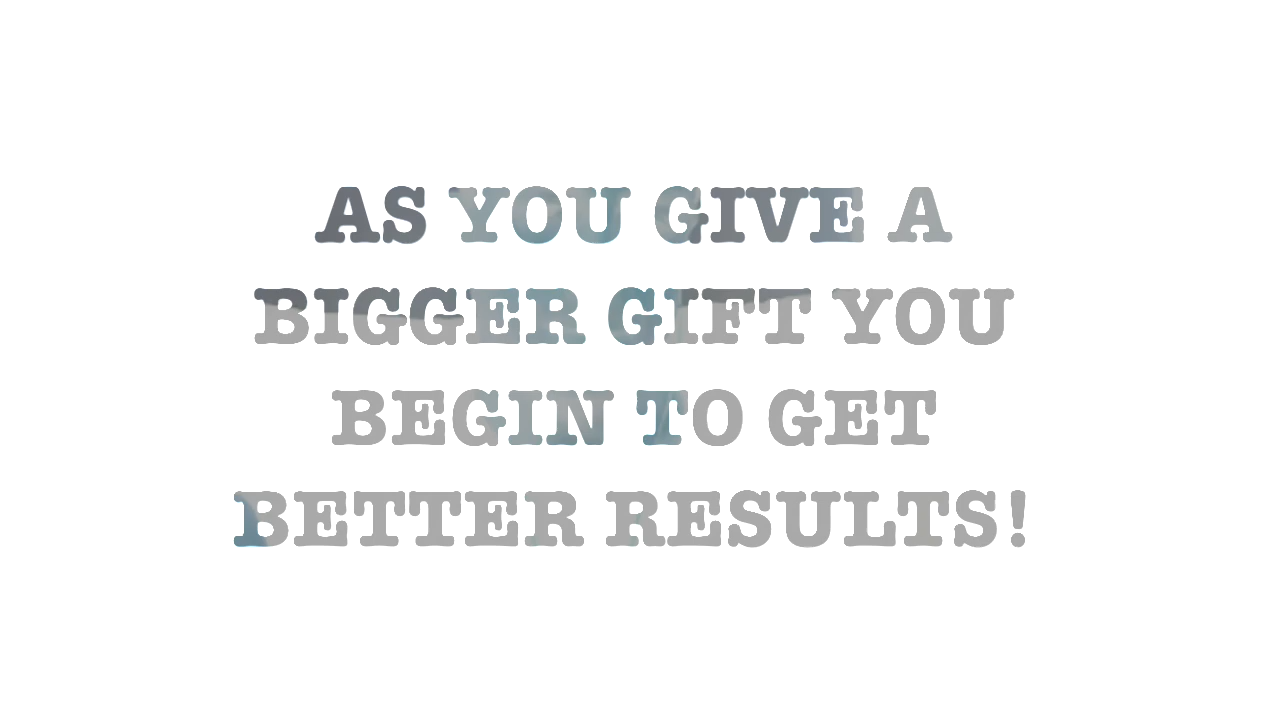 AS YOU GIVE A
BIGGER GIFT YOU
BEGIN TO GET
BETTER RESULTS!